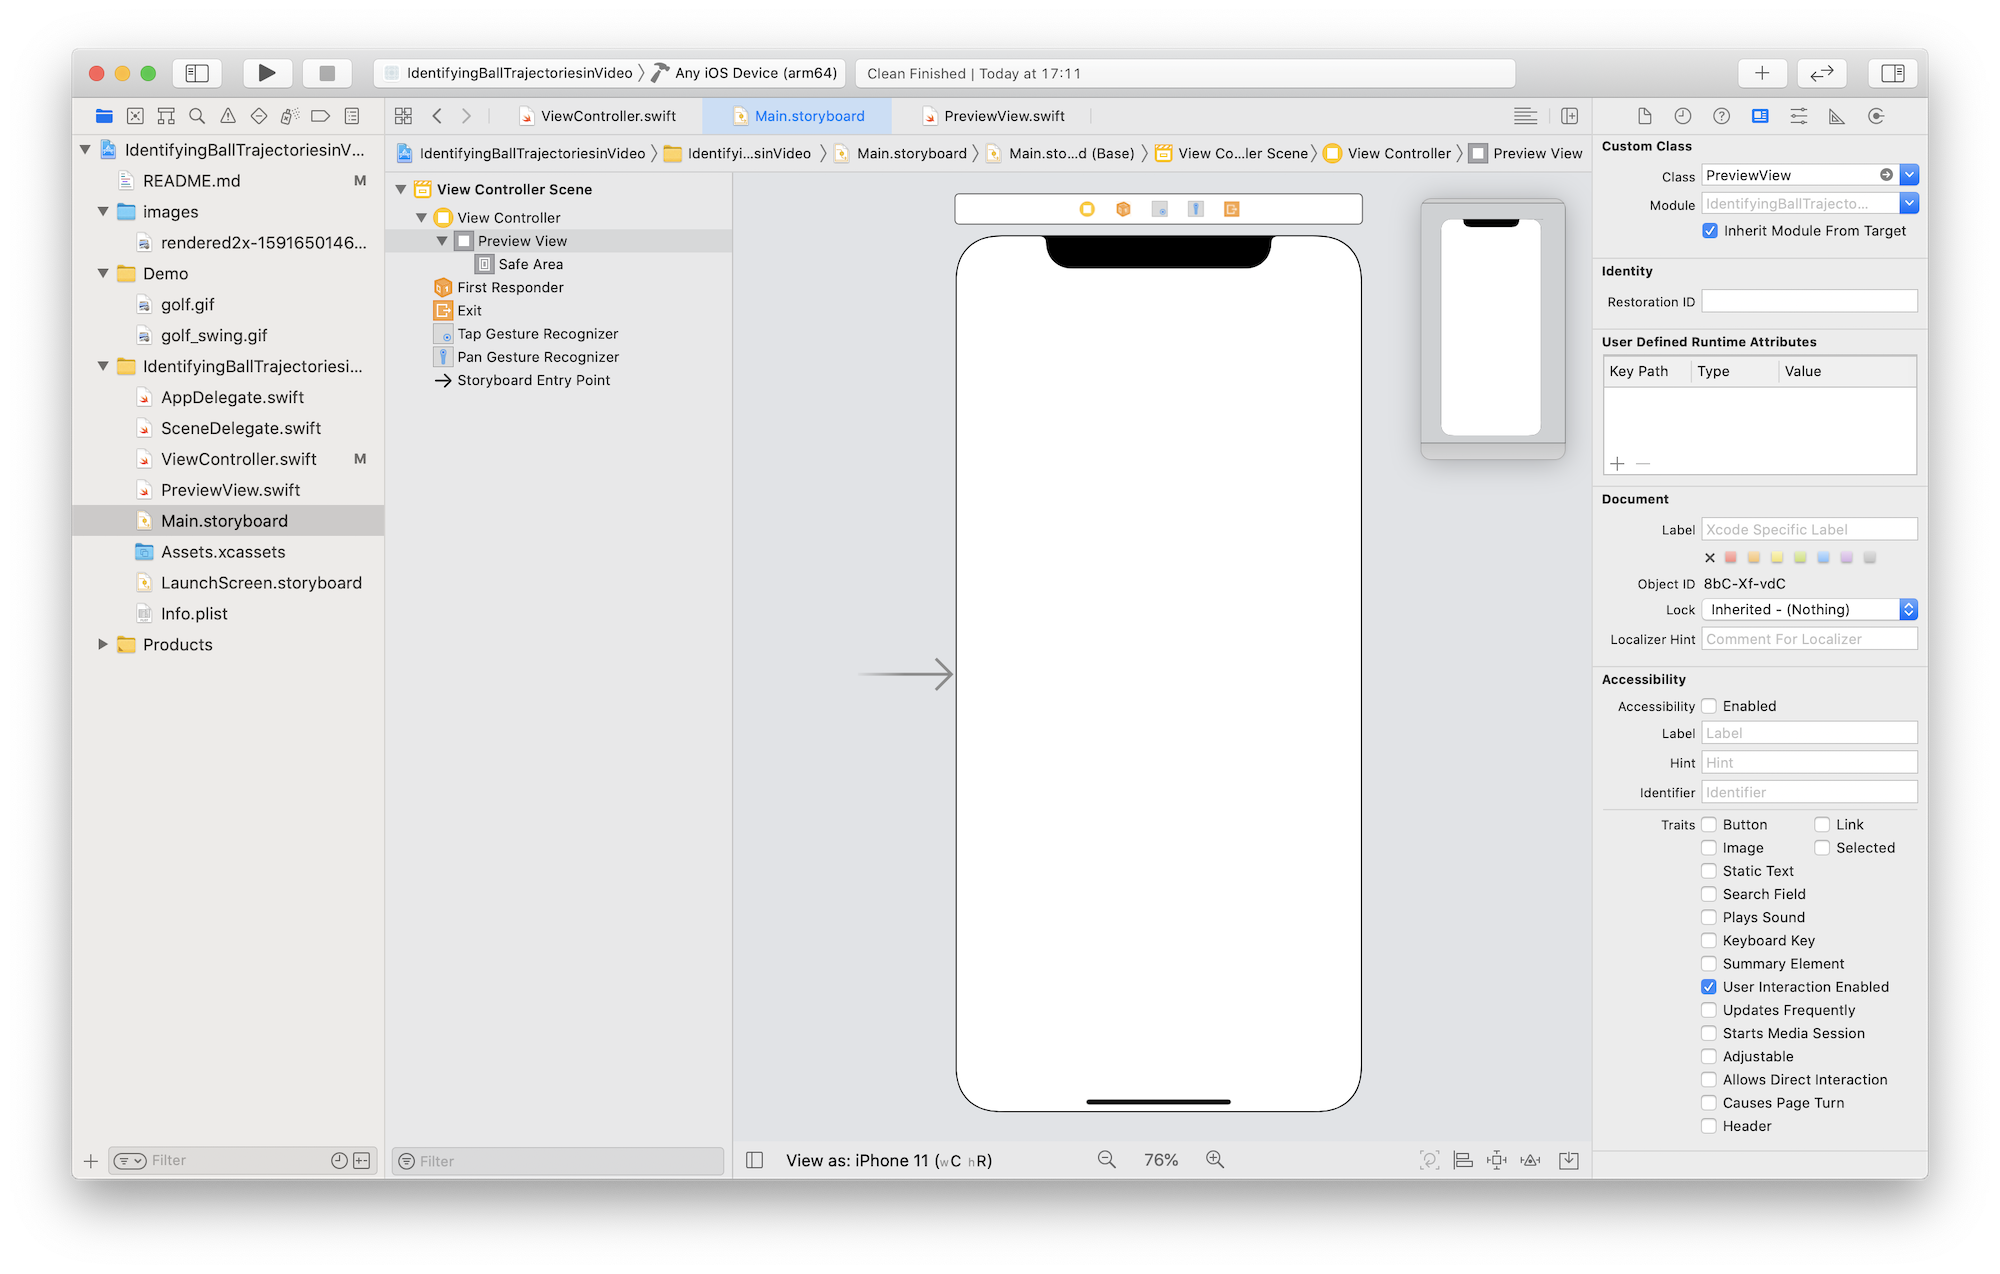 IdentifyingBallTrajectoriesinVideo
Any iOS Device (arm64)
Clean Finished | Today at 17:11
ViewController.swift
Main.storyboard
PreviewView.swift
IdentifyingBallTrajectoriesinV...
README.md M
images
rendered2x-1591650146...
Demo
golf.gif
golf_swing.gif
IdentifyingBallTrajectoriesi...
AppDelegate.swift
SceneDelegate.swift
ViewController.swift M
PreviewView.swift
Main.storyboard
Assets.xcassets
LaunchScreen.storyboard
Info.plist
Products
Filter
IdentifyingBallTrajectoriesinVideo
Identifyi...sinVideo
Main.storyboard
Main.sto...d (Base)
View Co...ler Scene
View Controller
Preview View
View Controller Scene
View Controller
Preview View
Safe Area
First Responder
Exit
Tap Gesture Recognizer
Pan Gesture Recognizer
Storyboard Entry Point
Filter
View as: iPhone 11 (wC hR)
76%
Custom Class
Class PreviewView
Module IdentifyingBallTrajecto...
Inherit Module From Target
Identity
Restoration ID
User Defined Runtime Attributes
Key Path Type Value
Document
Label Xcode Specific Label
Object ID 8bC-Xf-vdC
Lock Inherited - (Nothing)
Localizer Hint Comment For Localizer
Accessibility
Accessibility Enabled
Label Label
Hint Hint
Identifier Identifier
Traits Button Link
Image Selected
Static Text
Search Field
Plays Sound
Keyboard Key
Summary Element
User Interaction Enabled
Updates Frequently
Starts Media Session
Adjustable
Allows Direct Interaction
Causes Page Turn
Header